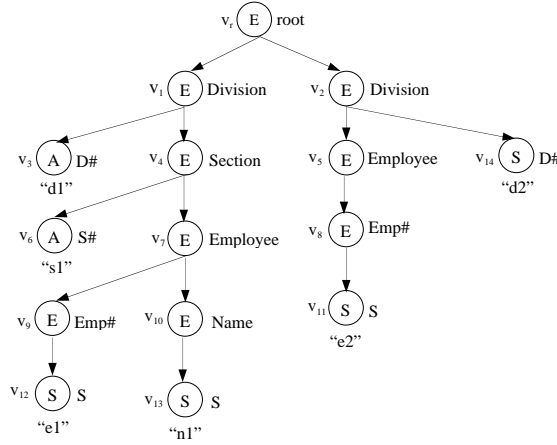 vr E root
v1 E Division
v2 E Division
v3 A D#
"d1"
v4 E Section
v5 E Employee
v14 S D#
"d2"
v6 A S#
"s1"
v7 E Employee
v8 E Emp#
v9 E Emp#
v10 E Name
v11 S S
"e2"
v12 S S
"e1"
v13 S S
"n1"